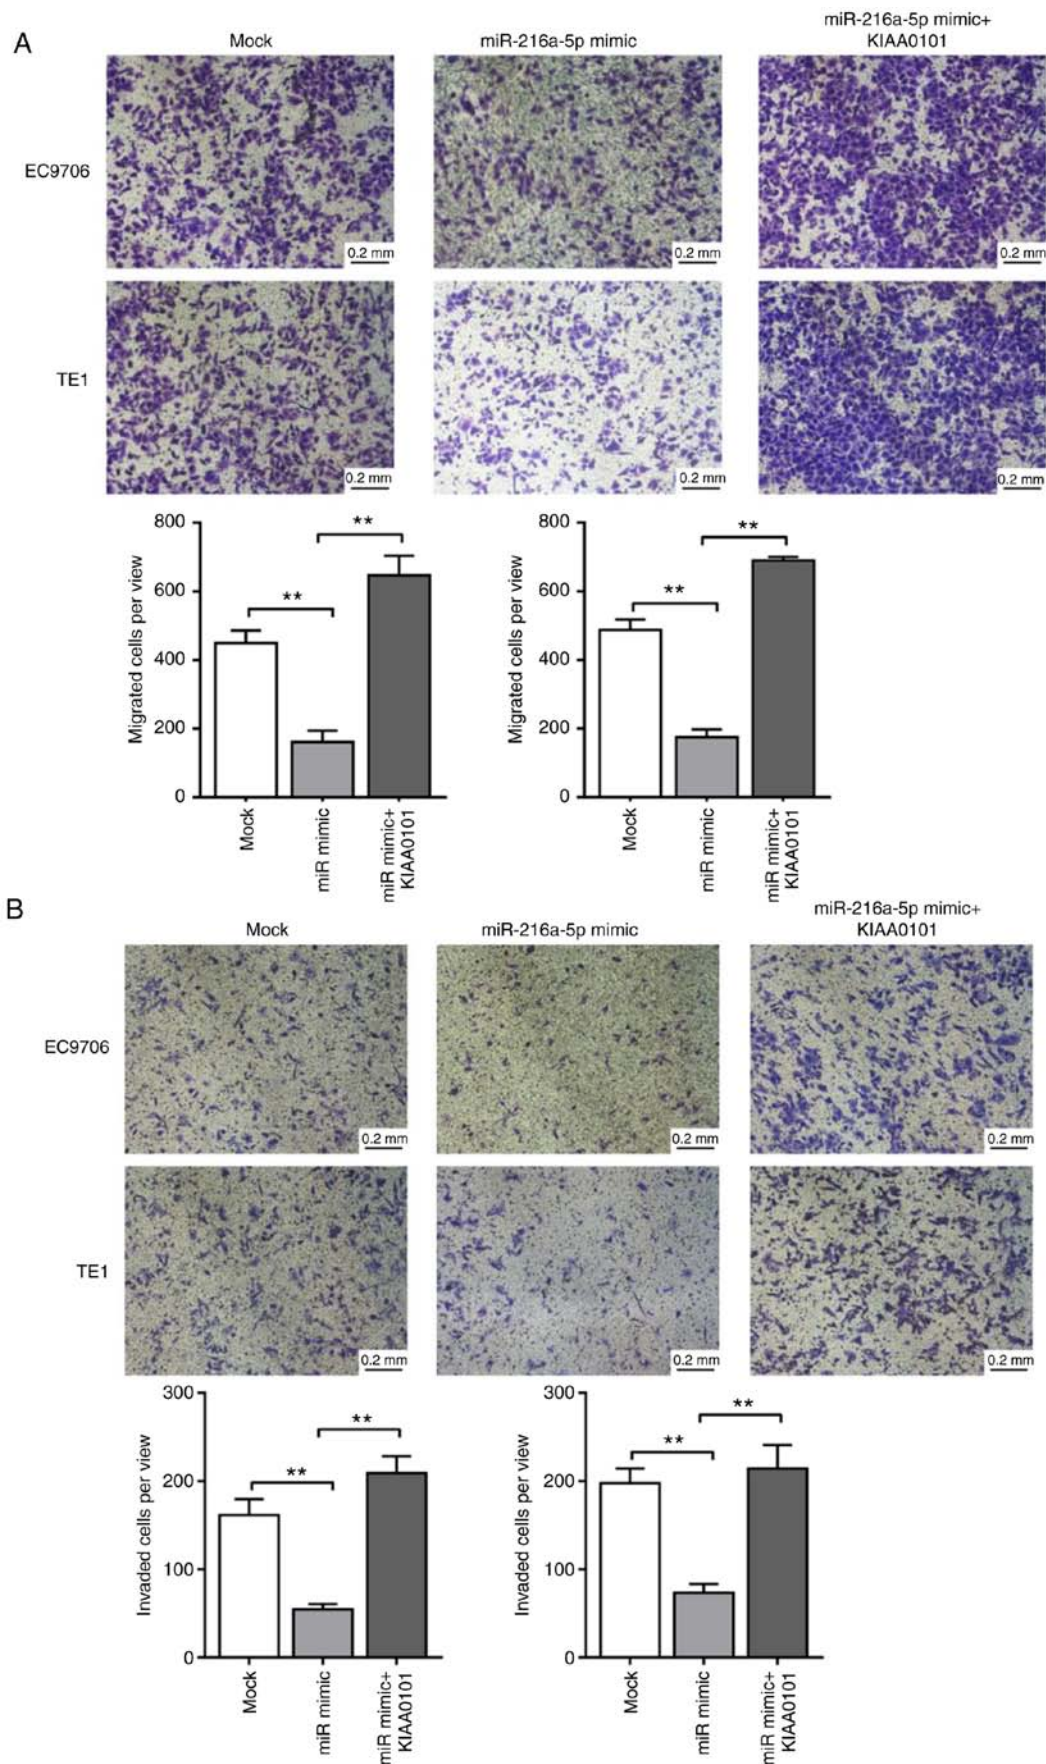 A
Mock
miR-216a-5p mimic
miR-216a-5p mimic+
KIAA0101
EC9706
0.2 mm
0.2 mm
0.2 mm
TE1
0.2 mm
0.2 mm
0.2 mm
Migrated cells per view
800
600
400
200
0
**
**
Mock
miR mimic
miR mimic+
KIAA0101
Migrated cells per view
800
600
400
200
0
**
**
Mock
miR mimic
miR mimic+
KIAA0101
B
Mock
miR-216a-5p mimic
miR-216a-5p mimic+
KIAA0101
EC9706
0.2 mm
0.2 mm
0.2 mm
TE1
0.2 mm
0.2 mm
0.2 mm
Invaded cells per view
300
200
100
0
**
**
Mock
miR mimic
miR mimic+
KIAA0101
Invaded cells per view
300
200
100
0
**
**
Mock
miR mimic
miR mimic+
KIAA0101